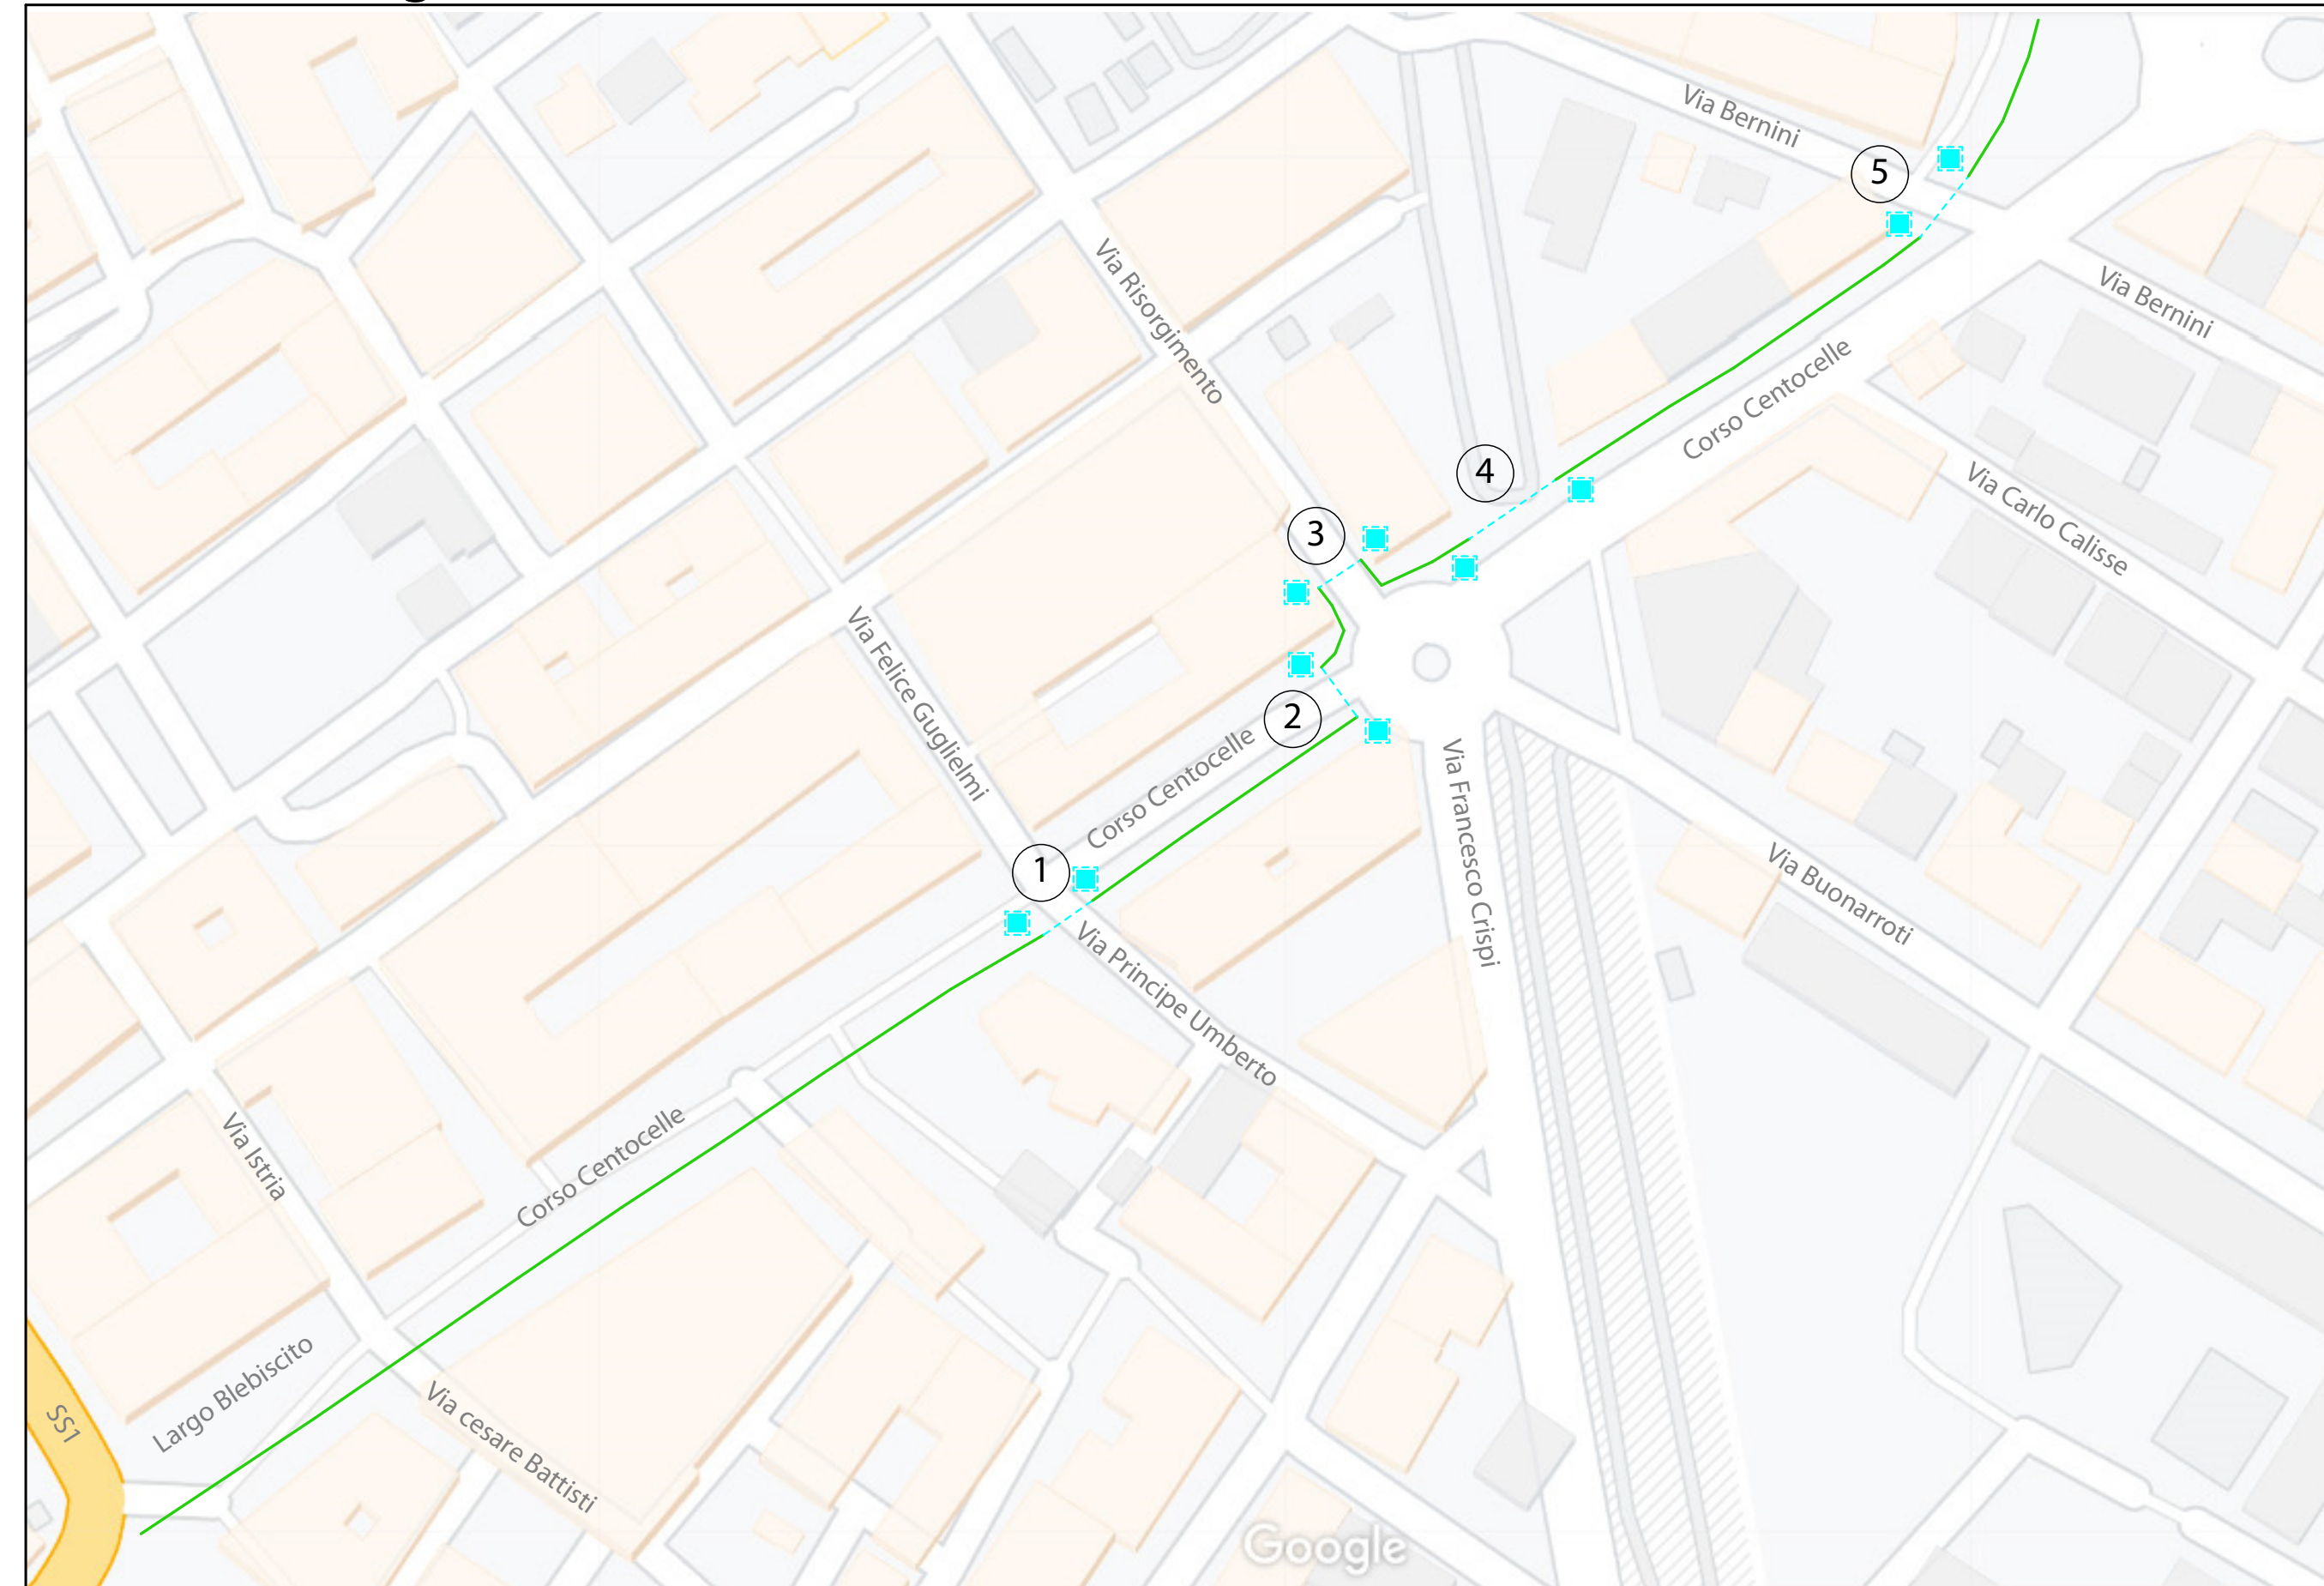 Via Bernini
5
Via Risorgimento
Via Bernini
Corso Centocelle
4
Via Carlo Calisse
3
Via Felice Guglielmi
2
Corso Centocelle
Via Francesco Crispi
Via Buonarroti
1
Via Principe Umberto
Corso Centocelle
Via Istria
Largo Blebiscito
Via cesare Battisti
SS1
Google